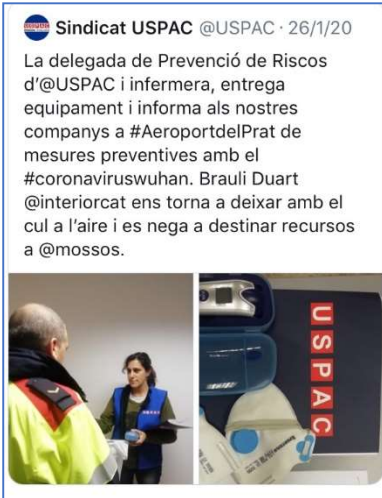 Sindicat USPAC @USPAC · 26/1/20
La delegada de Prevenció de Riscos
d'@USPAC i infermera, entrega
equipament i informa als nostres
companys a #AeroportdelPrat de
mesures preventives amb el
#coronaviruswuhan. Brauli Duart
@interiorcat ens torna a deixar amb el
cul a l'aire i es nega a destinar recursos
a @mossos.
USPAC